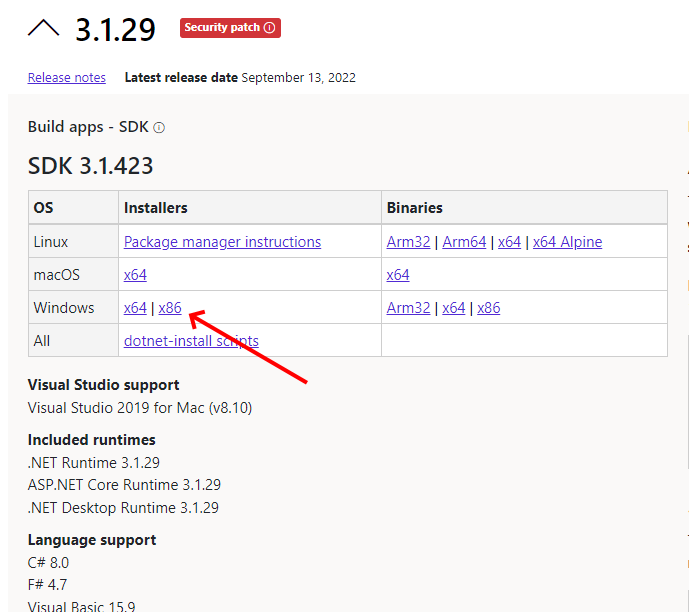 3.1.29 Security patch
Release notes Latest release date September 13, 2022
Build apps - SDK
SDK 3.1.423
OS Installers Binaries
Linux Package manager instructions Arm32 | Arm64 | x64 | x64 Alpine
macOS x64 x64
Windows x64 | x86 Arm32 | x64 | x86
All dotnet-install scripts
Visual Studio support
Visual Studio 2019 for Mac (v8.10)
Included runtimes
.NET Runtime 3.1.29
ASP.NET Core Runtime 3.1.29
.NET Desktop Runtime 3.1.29
Language support
C# 8.0
F# 4.7
Visual Basic 15.9